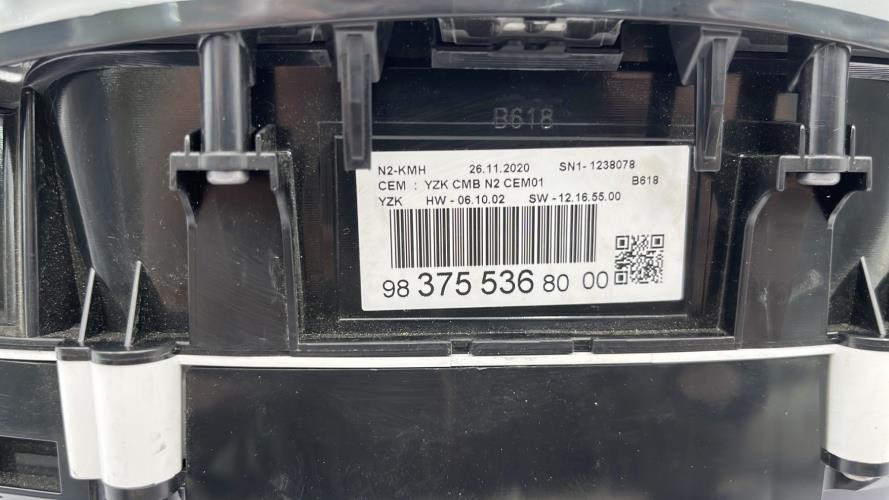 B618
N2-KMH 26.11.2020 SN1- 1238078
CEM : YZK CMB N2 CEM01 B618
YZK HW - 06.10.02 SW - 12.16.55.00
98 375 536 80 00